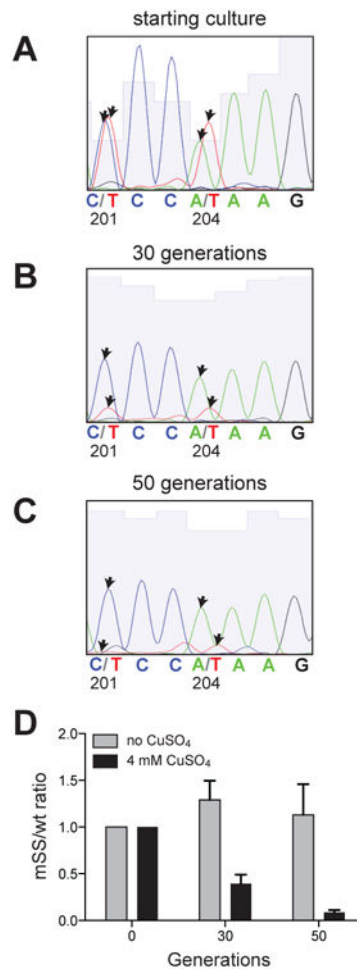 starting culture
A
C/T C C A/T A A G
201 204
30 generations
B
C/T C C A/T A A G
201 204
50 generations
C
C/T C C A/T A A G
201 204
D
no CuSO₄
4 mM CuSO₄
mSS/wt ratio
2.0
1.5
1.0
0.5
0.0
0 30 50
Generations